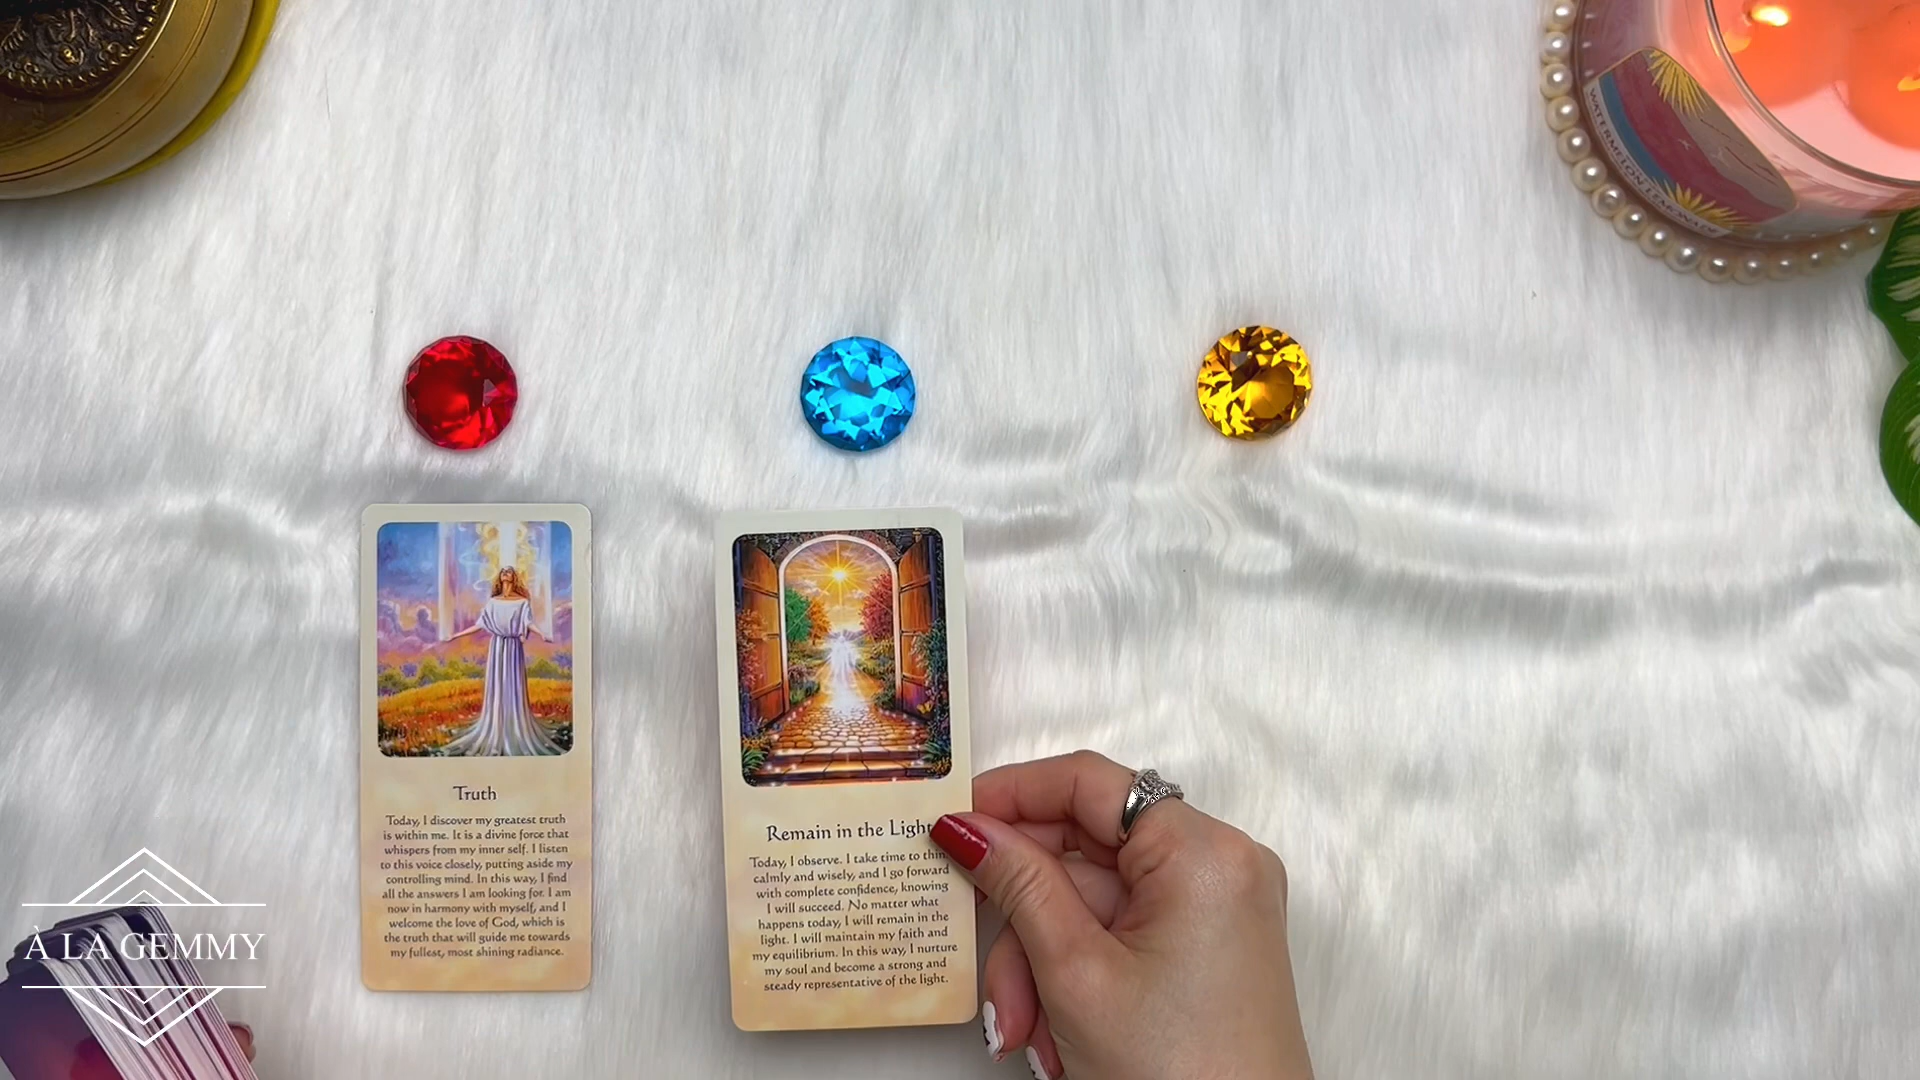 WATERMELON LEMONADE
Truth
Today, I discover my greatest truth
is within me. It is a divine force that
whispers from my inner self. I listen
to this voice closely, putting aside my
controlling mind. In this way, I find
all the answers I am looking for. I am
now in harmony with myself, and I
welcome the love of God, which is
the truth that will guide me towards
my fullest, most shining radiance.
Remain in the Light
Today, I observe. I take time to think
calmly and wisely, and I go forward
with complete confidence, knowing
I will succeed. No matter what
happens today, I will remain in the
light. I will maintain my faith and
my equilibrium. In this way, I nurture
my soul and become a strong and
steady representative of the light.
À LA GEMMY